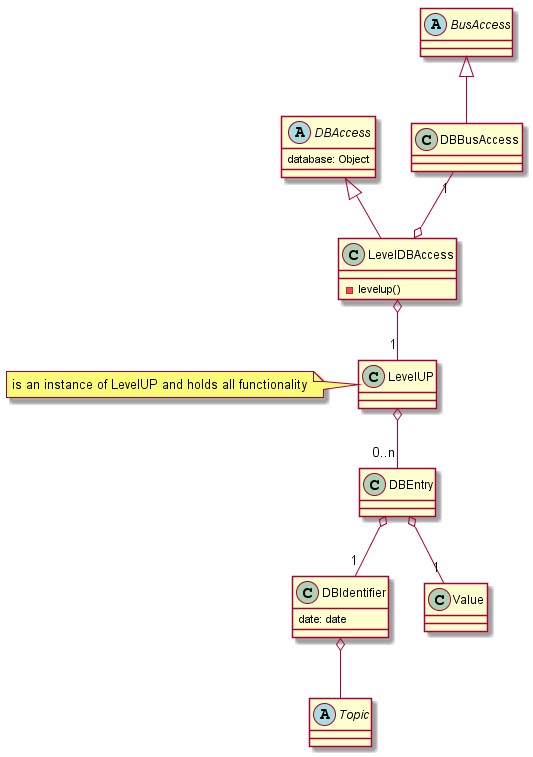 A BusAccess
A DBAccess
database: Object
C DBBusAccess
1
C LevelDBAccess
levelup()
1
is an instance of LevelUP and holds all functionality
C LevelUP
0..n
C DBEntry
1
1
C DBIdentifier
date: date
C Value
A Topic